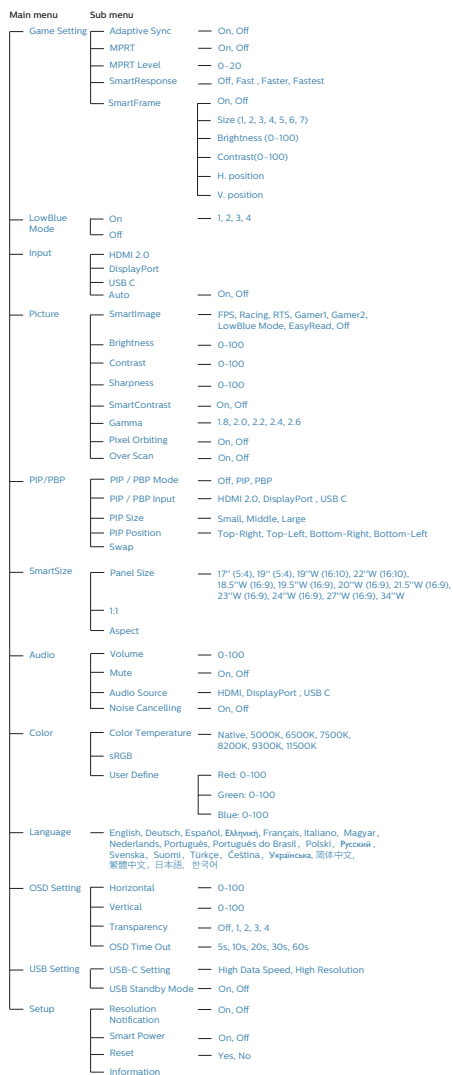 Main menu Sub menu
Game Setting Adaptive Sync On, Off
MPRT On, Off
MPRT Level 0~20
SmartResponse Off, Fast , Faster, Fastest
SmartFrame On, Off
Size (1, 2, 3, 4, 5, 6, 7)
Brightness (0~100)
Contrast(0~100)
H. position
V. position
LowBlue Mode On 1, 2, 3, 4
Off
Input HDMI 2.0
DisplayPort
USB C
Auto On, Off
Picture SmartImage FPS, Racing, RTS, Gamer1, Gamer2,
LowBlue Mode, EasyRead, Off
Brightness 0~100
Contrast 0~100
Sharpness 0~100
SmartContrast On, Off
Gamma 1.8, 2.0, 2.2, 2.4, 2.6
Pixel Orbiting On, Off
Over Scan On, Off
PIP/PBP PIP / PBP Mode Off, PIP, PBP
PIP / PBP Input HDMI 2.0, DisplayPort , USB C
PIP Size Small, Middle, Large
PIP Position Top-Right, Top-Left, Bottom-Right, Bottom-Left
Swap
SmartSize Panel Size 17" (5:4), 19" (5:4), 19"W (16:10), 22"W (16:10),
18.5"W (16:9), 19.5"W (16:9), 20"W (16:9), 21.5"W (16:9),
23"W (16:9), 24"W (16:9), 27"W (16:9), 34"W
1:1
Aspect
Audio Volume 0~100
Mute On, Off
Audio Source HDMI, DisplayPort , USB C
Noise Cancelling On, Off
Color Color Temperature Native, 5000K, 6500K, 7500K,
8200K, 9300K, 11500K
sRGB
User Define Red: 0~100
Green: 0~100
Blue: 0~100
Language English, Deutsch, Español, Ελληνική, Français, Italiano, Magyar,
Nederlands, Português, Português do Brasil, Polski, Русский ,
Svenska, Suomi, Türkçe, Čeština, Українська, 简体中文,
繁體中文, 日本語, 한국어
OSD Setting Horizontal 0~100
Vertical 0~100
Transparency Off, 1, 2, 3, 4
OSD Time Out 5s, 10s, 20s, 30s, 60s
USB Setting USB-C Setting High Data Speed, High Resolution
USB Standby Mode On, Off
Setup Resolution Notification On, Off
Smart Power On, Off
Reset Yes, No
Information